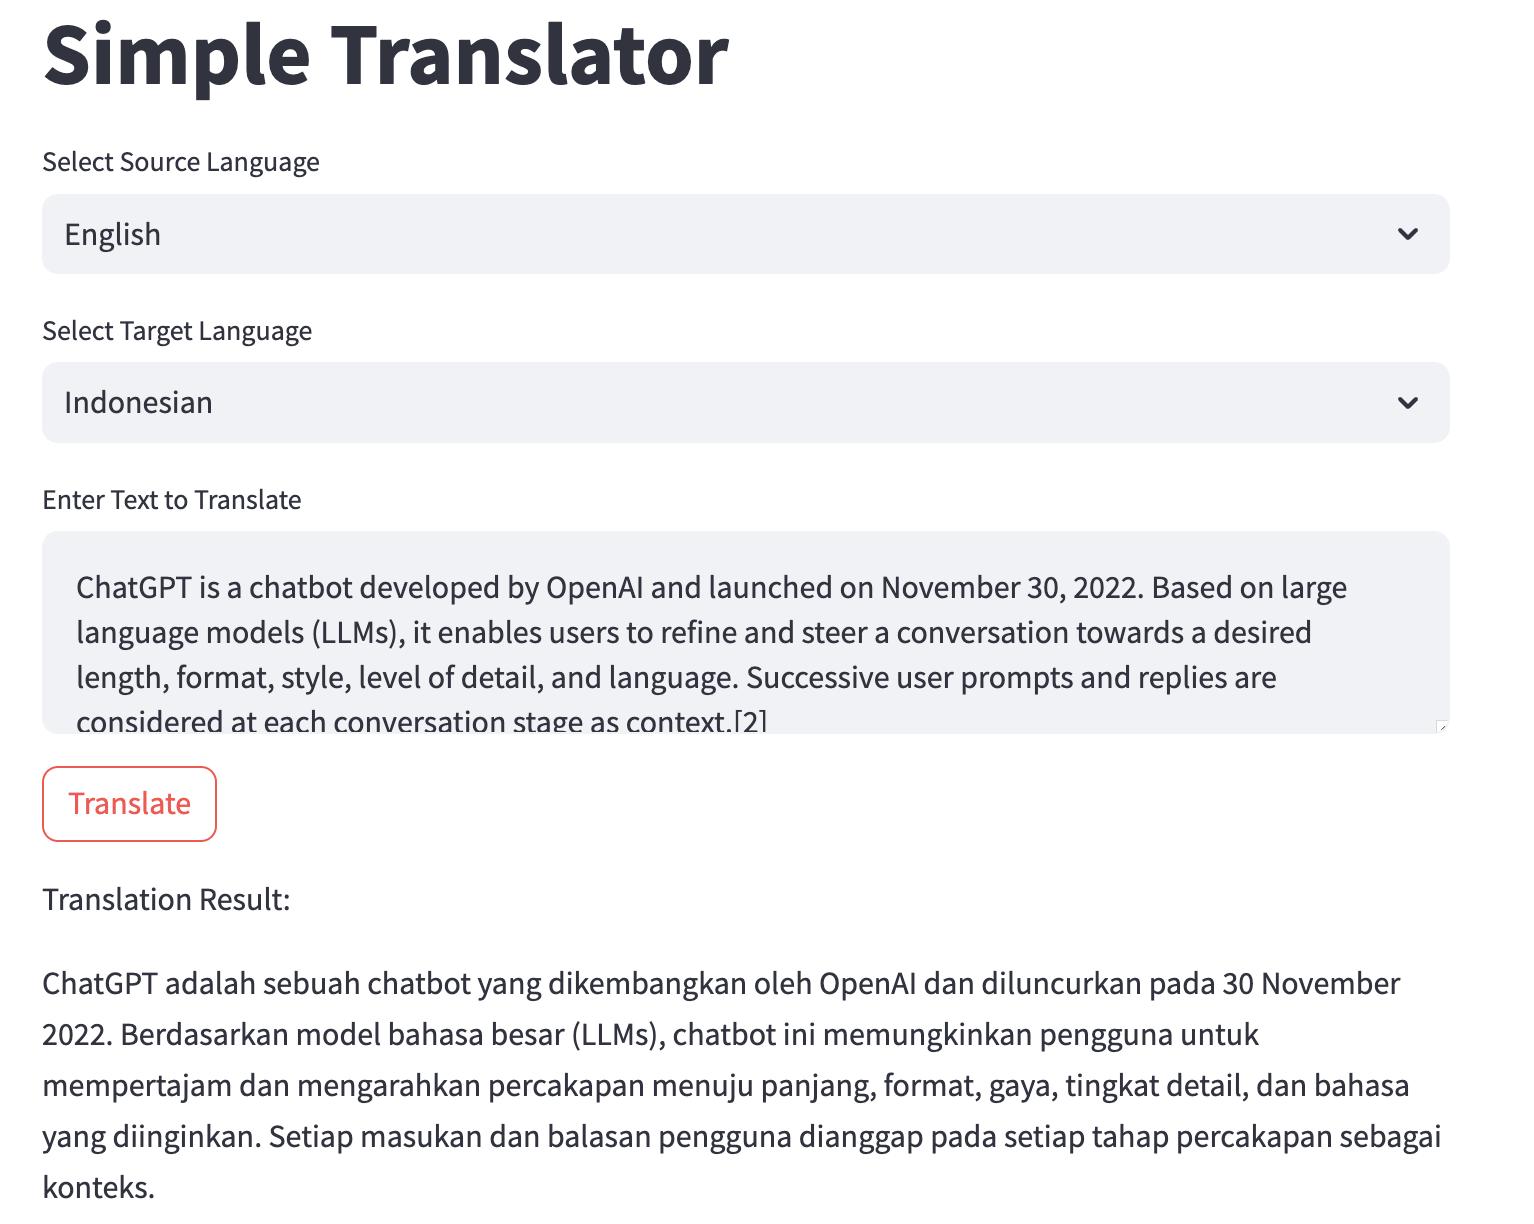 Simple Translator
Select Source Language
English
Select Target Language
Indonesian
Enter Text to Translate
ChatGPT is a chatbot developed by OpenAI and launched on November 30, 2022. Based on large
language models (LLMs), it enables users to refine and steer a conversation towards a desired
length, format, style, level of detail, and language. Successive user prompts and replies are
considered at each conversation stage as context.[2]
Translate
Translation Result:
ChatGPT adalah sebuah chatbot yang dikembangkan oleh OpenAI dan diluncurkan pada 30 November
2022. Berdasarkan model bahasa besar (LLMs), chatbot ini memungkinkan pengguna untuk
mempertajam dan mengarahkan percakapan menuju panjang, format, gaya, tingkat detail, dan bahasa
yang diinginkan. Setiap masukan dan balasan pengguna dianggap pada setiap tahap percakapan sebagai
konteks.